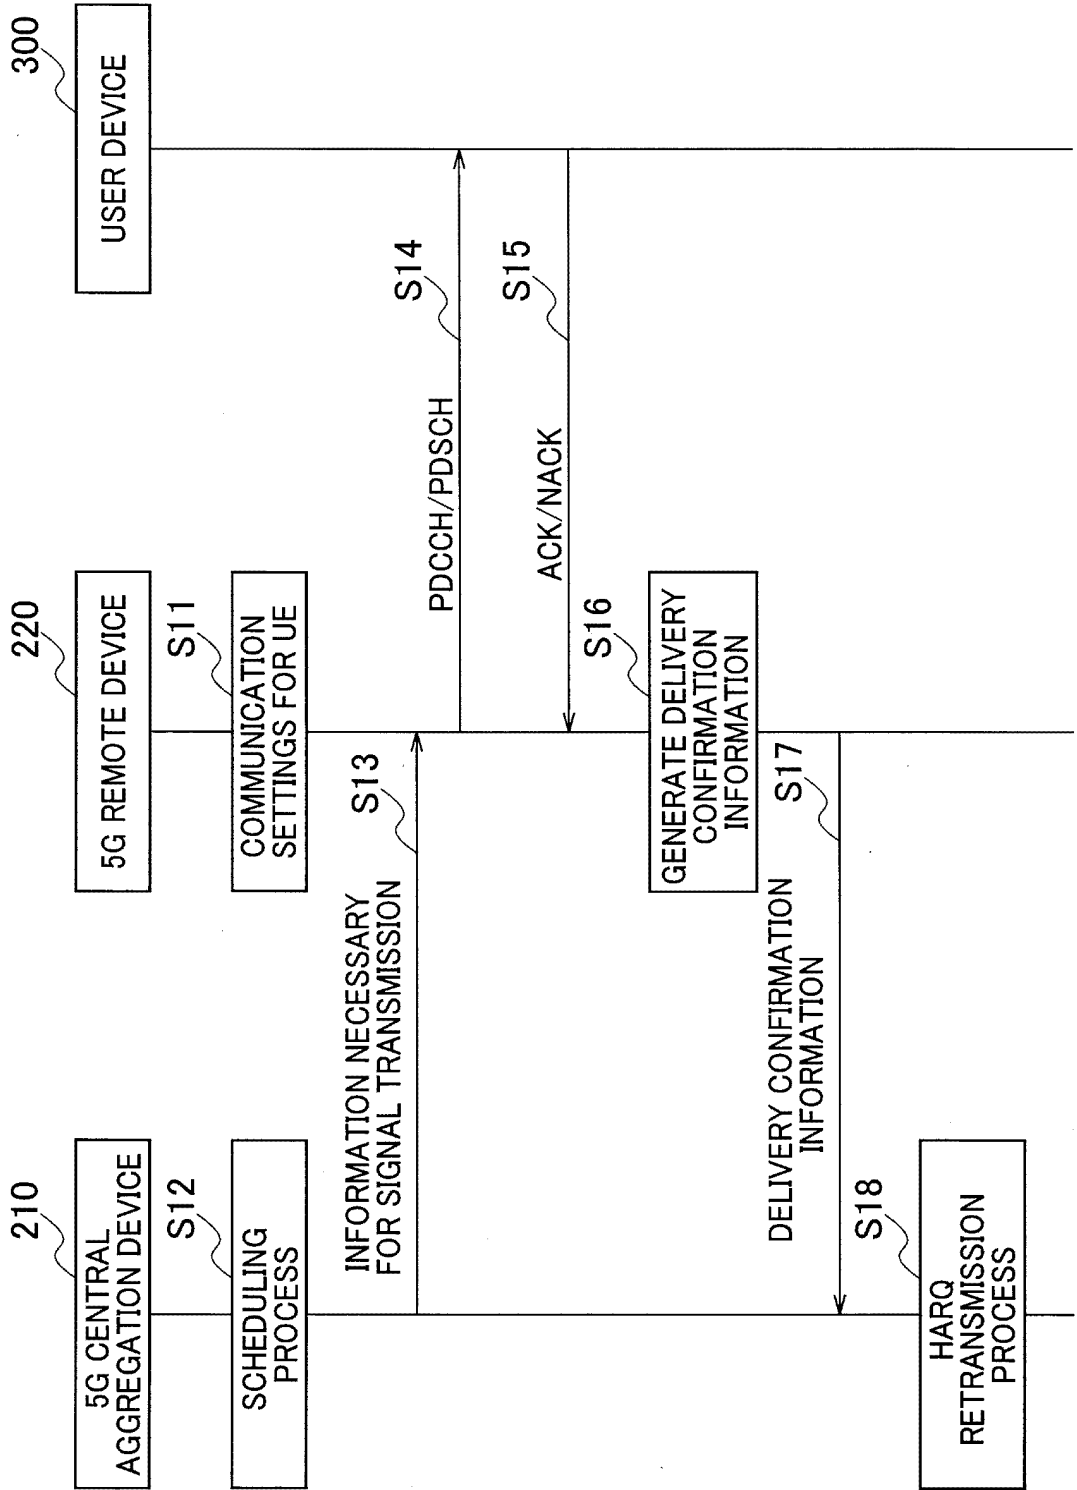 210
5G CENTRAL
AGGREGATION DEVICE
220
5G REMOTE DEVICE
300
USER DEVICE
S12
SCHEDULING
PROCESS
S11
COMMUNICATION
SETTINGS FOR UE
INFORMATION NECESSARY
FOR SIGNAL TRANSMISSION
S13
PDCCH/PDSCH
S14
ACK/NACK
S15
S16
GENERATE DELIVERY
CONFIRMATION
INFORMATION
DELIVERY CONFIRMATION
INFORMATION
S17
S18
HARQ
RETRANSMISSION
PROCESS